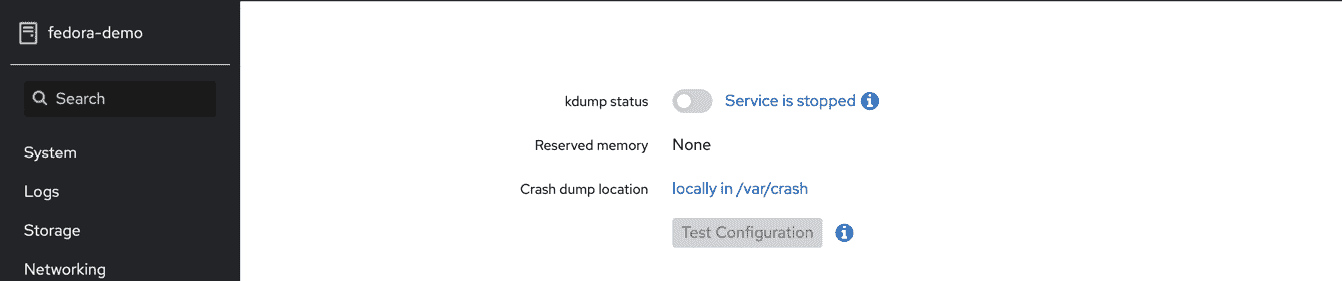 fedora-demo
Search
System
Logs
Storage
Networking
kdump status Service is stopped
Reserved memory None
Crash dump location locally in /var/crash
Test Configuration